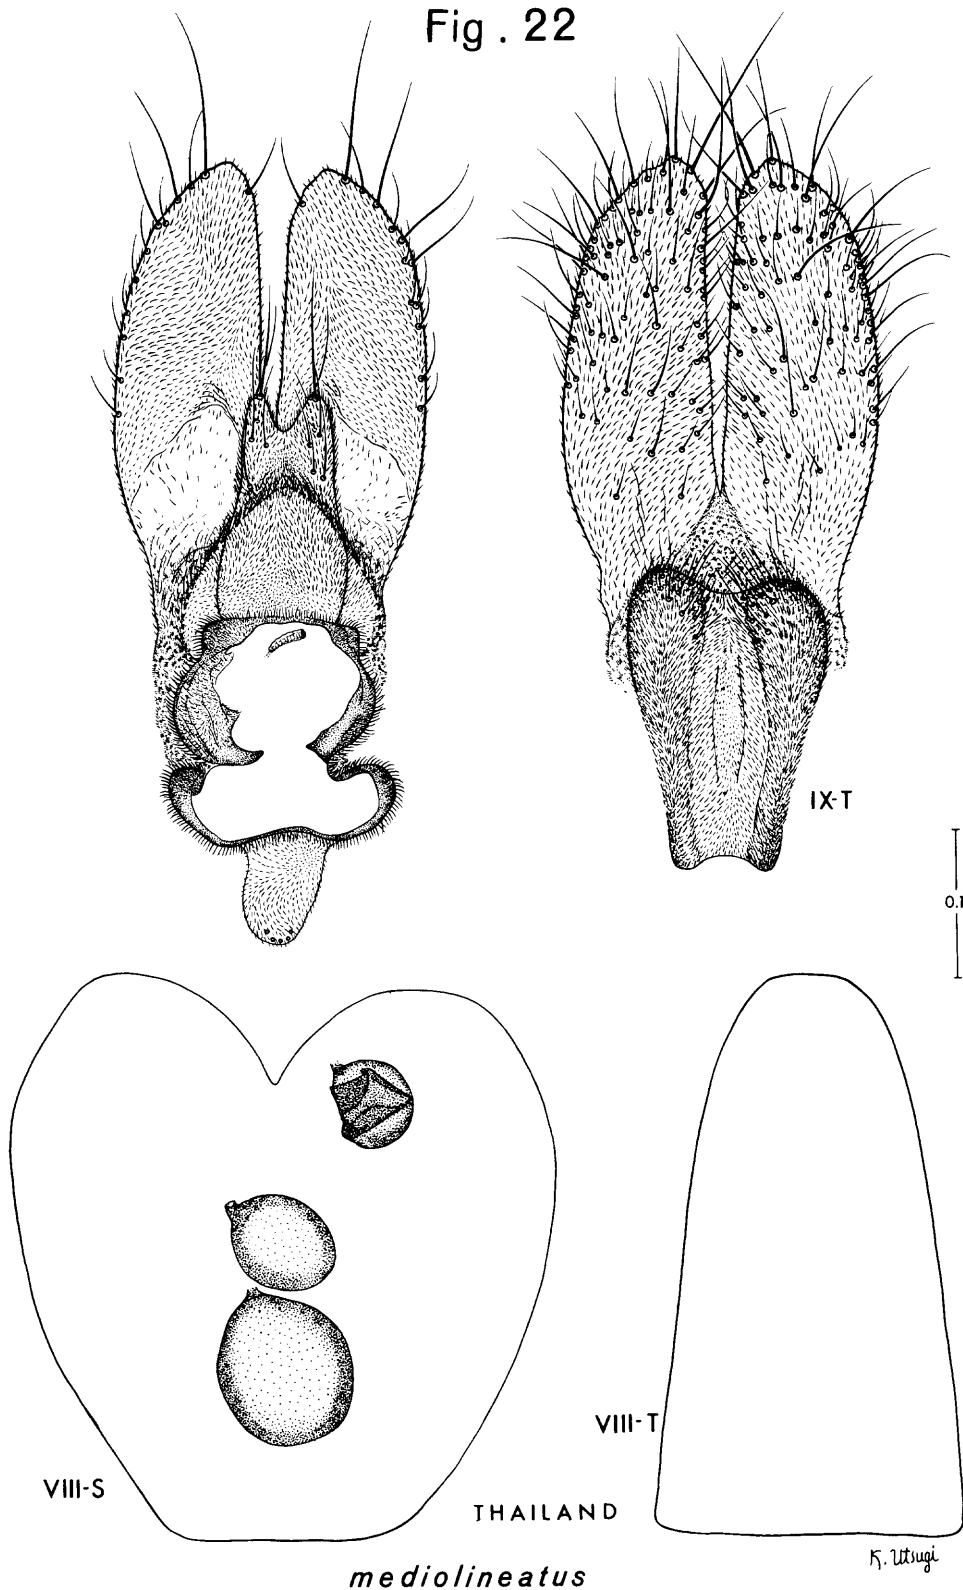 Fig. 22
IX-T
0.1
VIII-T
VIII-S
THAILAND
K. Utsugi
mediolineatus